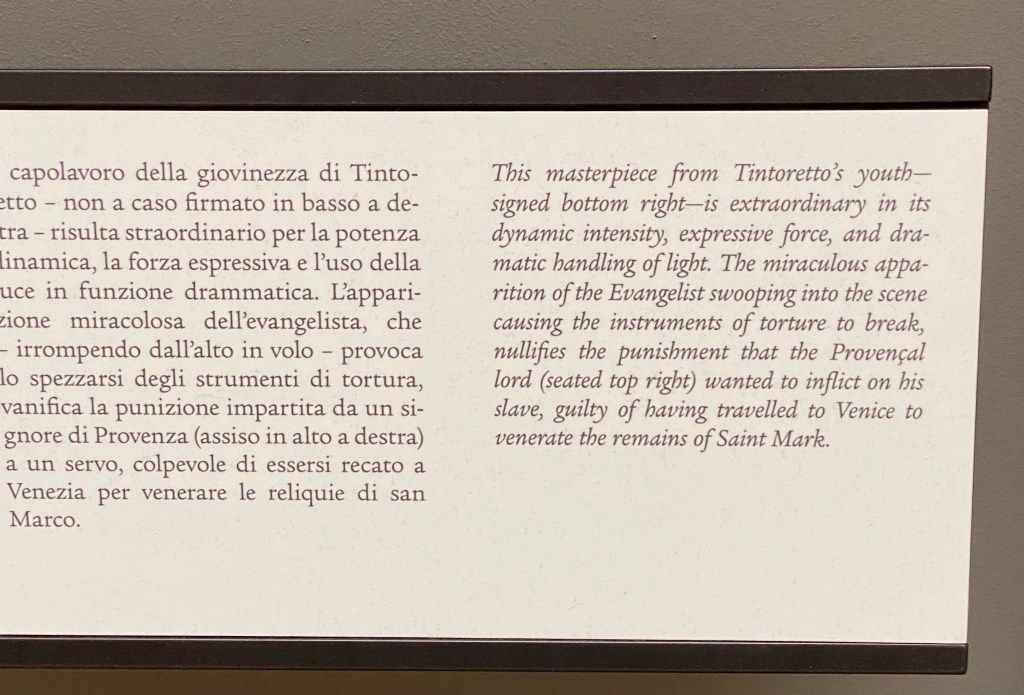 capolavoro della giovinezza di Tinto-
etto – non a caso firmato in basso a de-
tra – risulta straordinario per la potenza
dinamica, la forza espressiva e l'uso della
uce in funzione drammatica. L'appari-
zione miracolosa dell'evangelista, che
– irrompendo dall'alto in volo – provoca
lo spezzarsi degli strumenti di tortura,
vanifica la punizione impartita da un si-
gnore di Provenza (assiso in alto a destra)
a un servo, colpevole di essersi recato a
Venezia per venerare le reliquie di san
Marco.
This masterpiece from Tintoretto's youth—
signed bottom right—is extraordinary in its
dynamic intensity, expressive force, and dra-
matic handling of light. The miraculous appa-
rition of the Evangelist swooping into the scene
causing the instruments of torture to break,
nullifies the punishment that the Provençal
lord (seated top right) wanted to inflict on his
slave, guilty of having travelled to Venice to
venerate the remains of Saint Mark.